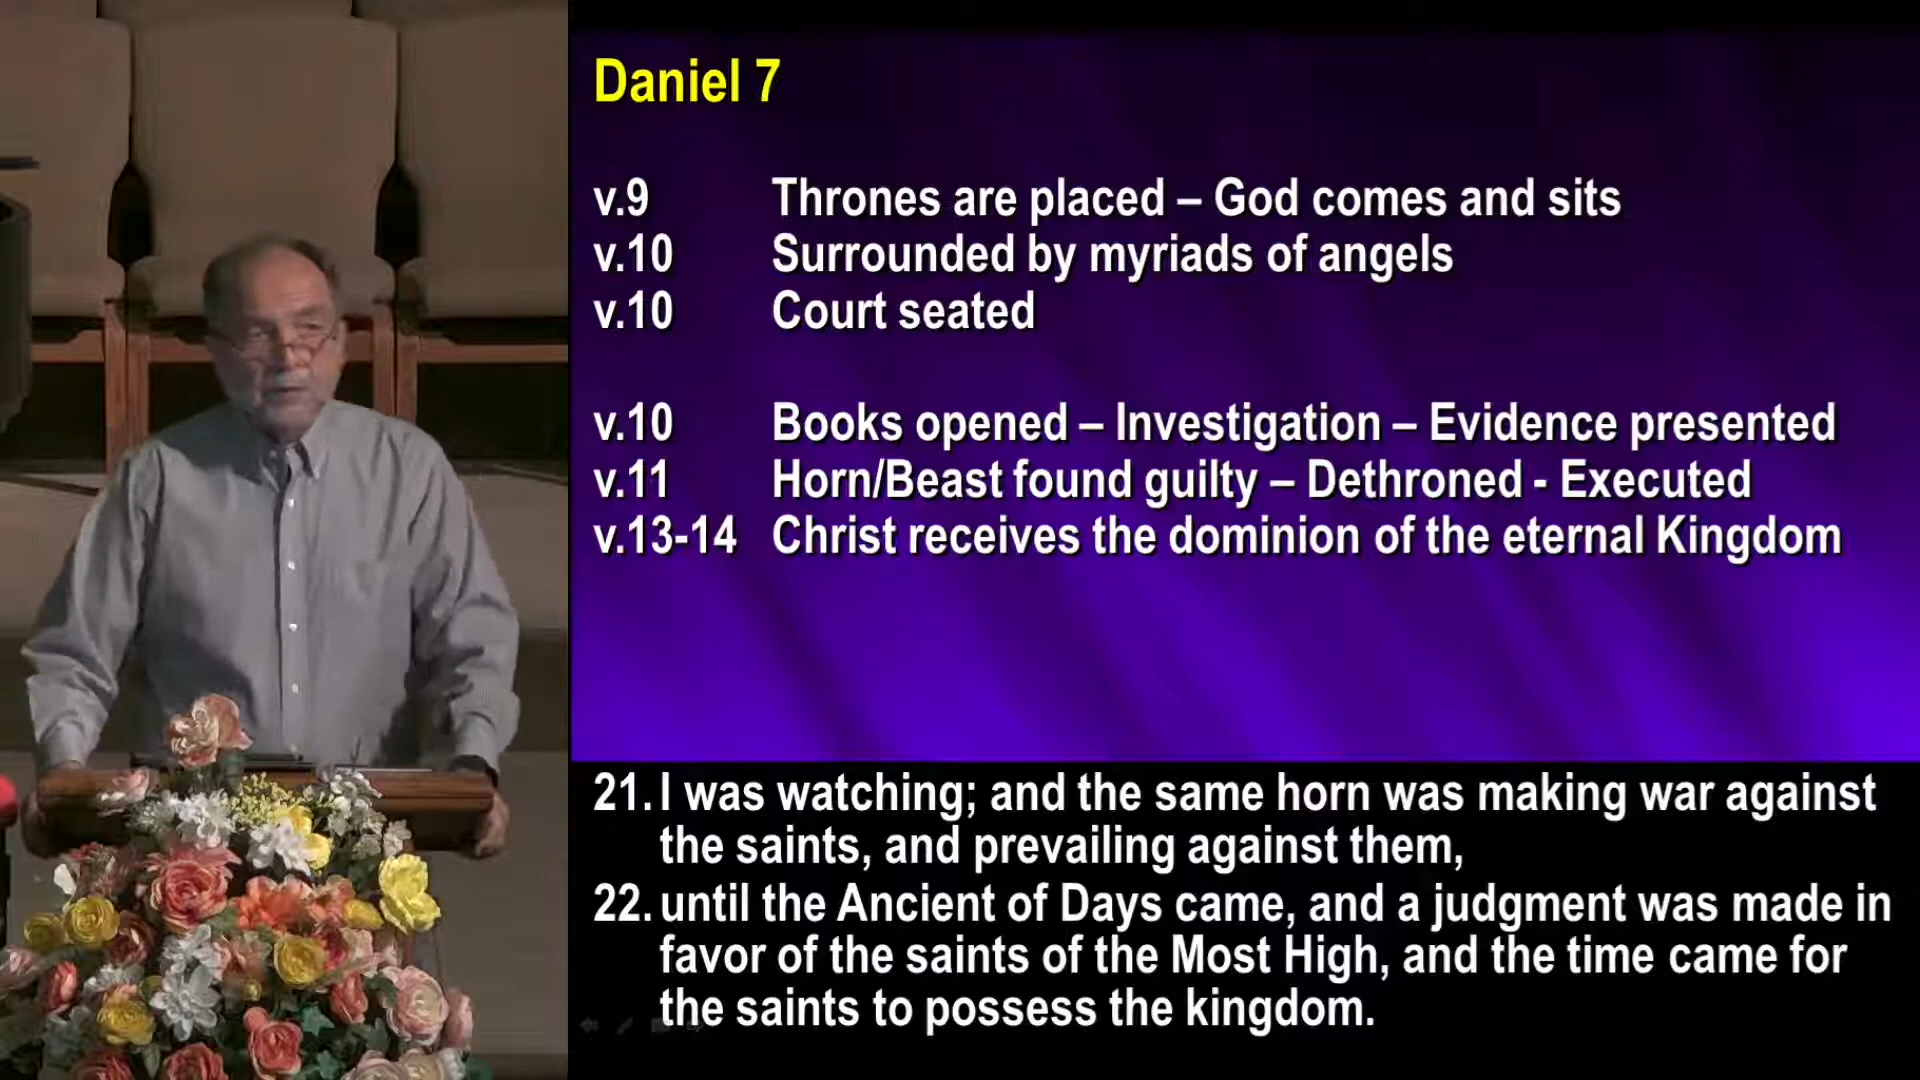 Daniel 7
v.9 Thrones are placed – God comes and sits
v.10 Surrounded by myriads of angels
v.10 Court seated
v.10 Books opened – Investigation – Evidence presented
v.11 Horn/Beast found guilty – Dethroned - Executed
v.13-14 Christ receives the dominion of the eternal Kingdom
21. I was watching; and the same horn was making war against
the saints, and prevailing against them,
22. until the Ancient of Days came, and a judgment was made in
favor of the saints of the Most High, and the time came for
the saints to possess the kingdom.